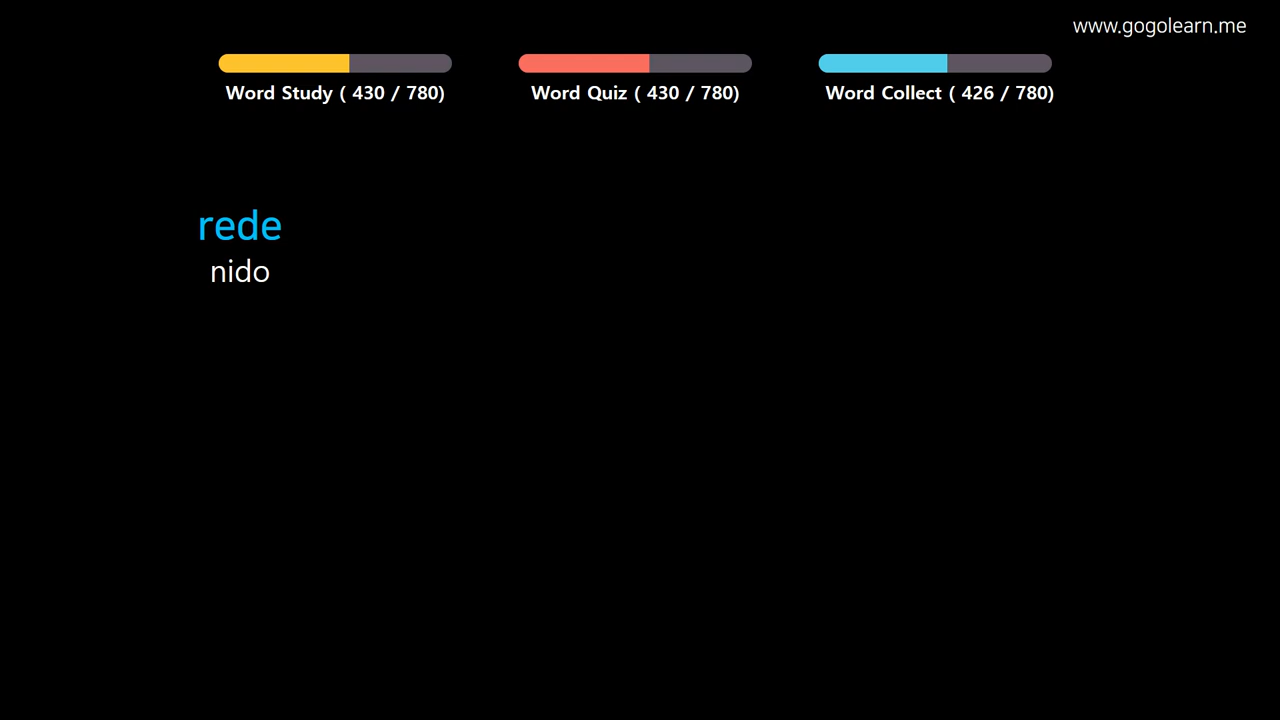 www.gogolearn.me
Word Study ( 430 / 780)
Word Quiz ( 430 / 780)
Word Collect ( 426 / 780)
rede
nido